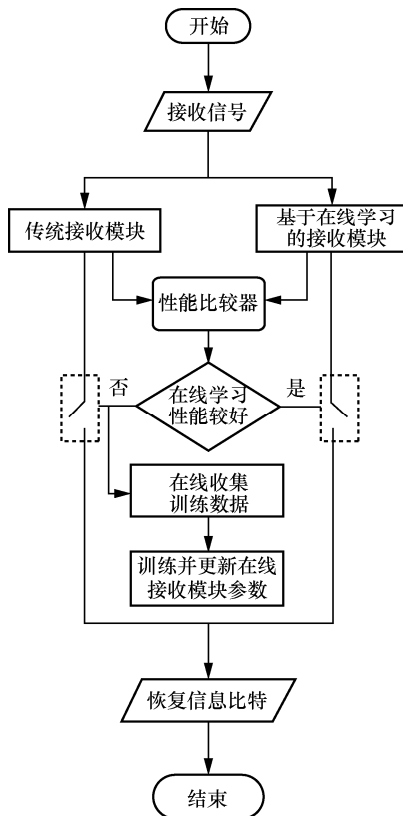 开始
接收信号
传统接收模块
基于在线学习
的接收模块
性能比较器
否
在线学习
性能较好
是
在线收集
训练数据
训练并更新在线
接收模块参数
恢复信息比特
结束